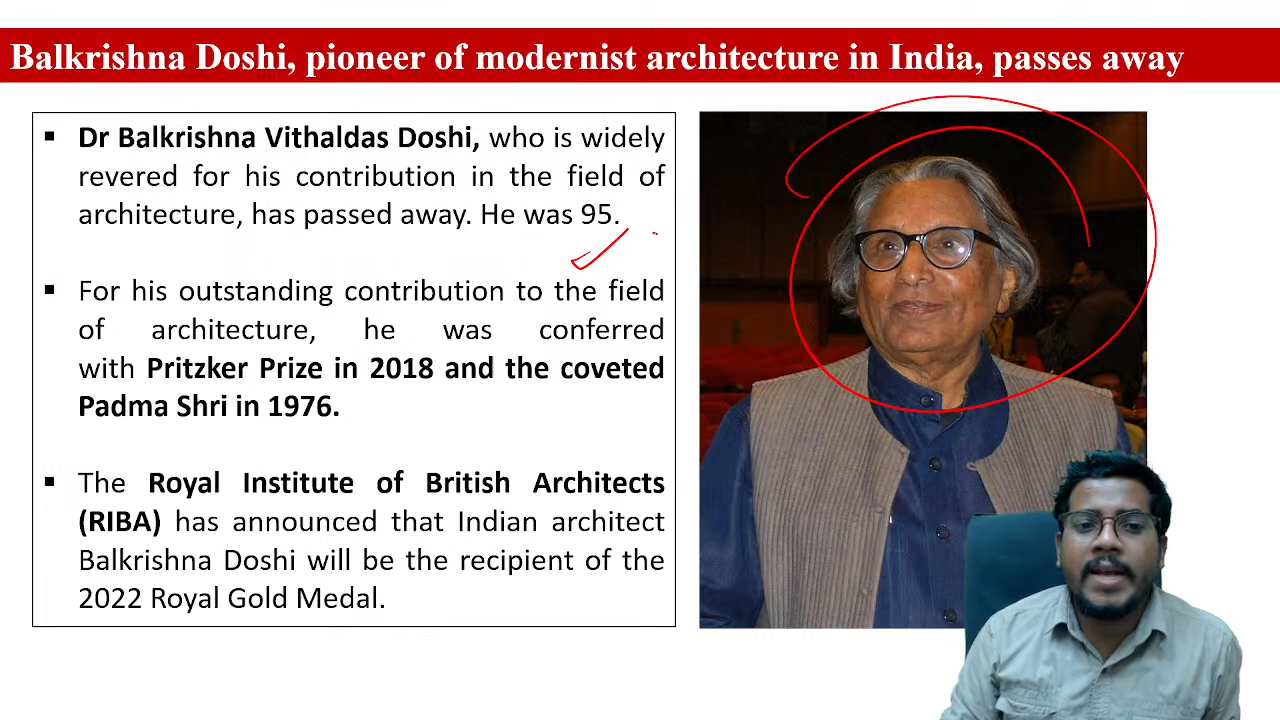 Balkrishna Doshi, pioneer of modernist architecture in India, passes away
▪ Dr Balkrishna Vithaldas Doshi, who is widely
revered for his contribution in the field of
architecture, has passed away. He was 95.
▪ For his outstanding contribution to the field
of architecture, he was conferred
with Pritzker Prize in 2018 and the coveted
Padma Shri in 1976.
▪ The Royal Institute of British Architects
(RIBA) has announced that Indian architect
Balkrishna Doshi will be the recipient of the
2022 Royal Gold Medal.